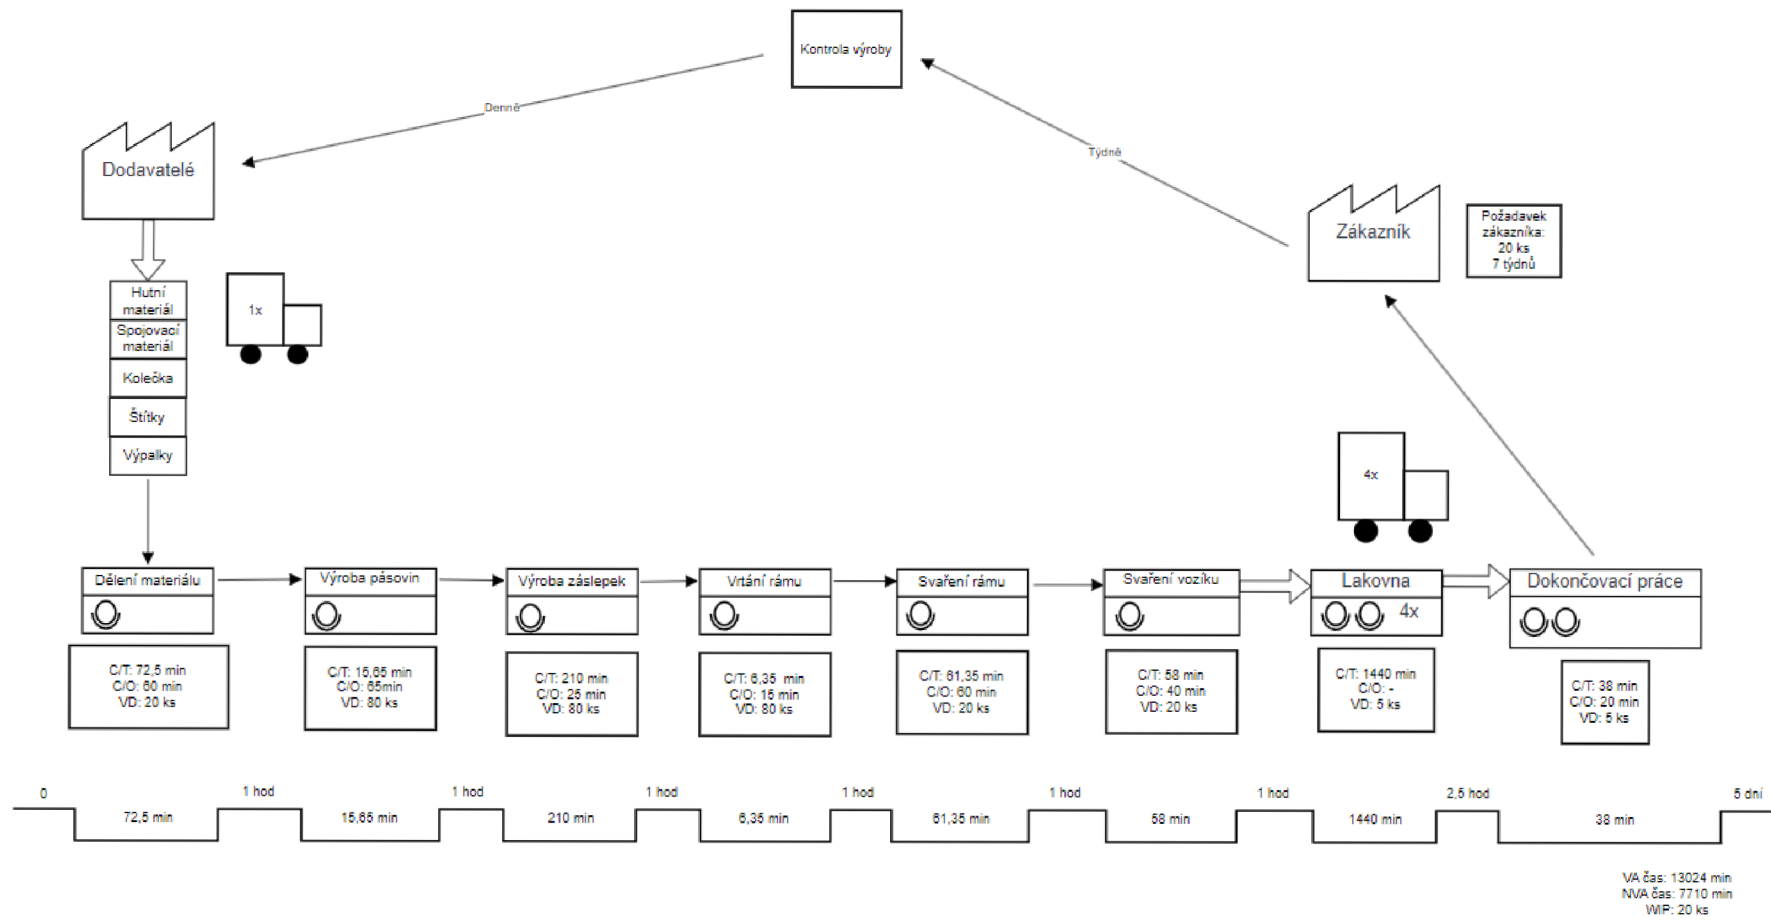 Kontrola výroby
Denně
Týdně
Dodavatelé
Zákazník
Požadavek
zákazníka:
20 ks
7 týdnů
Hutní
materiál
Spojovací
materiál
Kolečka
Štítky
Výpalky
1x
4x
Dělení materiálu
Výroba pásovin
Výroba záslepek
Vrtání rámu
Svaření rámu
Svaření vozíku
Lakovna
4x
Dokončovací práce
C/T: 72,5 min
C/O: 60 min
VD: 20 ks
C/T: 15,65 min
C/O: 65min
VD: 80 ks
C/T: 210 min
C/O: 25 min
VD: 80 ks
C/T: 6,35 min
C/O: 15 min
VD: 80 ks
C/T: 61,35 min
C/O: 60 min
VD: 20 ks
C/T: 58 min
C/O: 40 min
VD: 20 ks
C/T: 1440 min
C/O: -
VD: 5 ks
C/T: 38 min
C/O: 20 min
VD: 5 ks
0
1 hod
1 hod
1 hod
1 hod
1 hod
1 hod
2,5 hod
5 dní
72,5 min
15,65 min
210 min
6,35 min
61,35 min
58 min
1440 min
38 min
VA čas: 13024 min
NVA čas: 7710 min
WIP: 20 ks